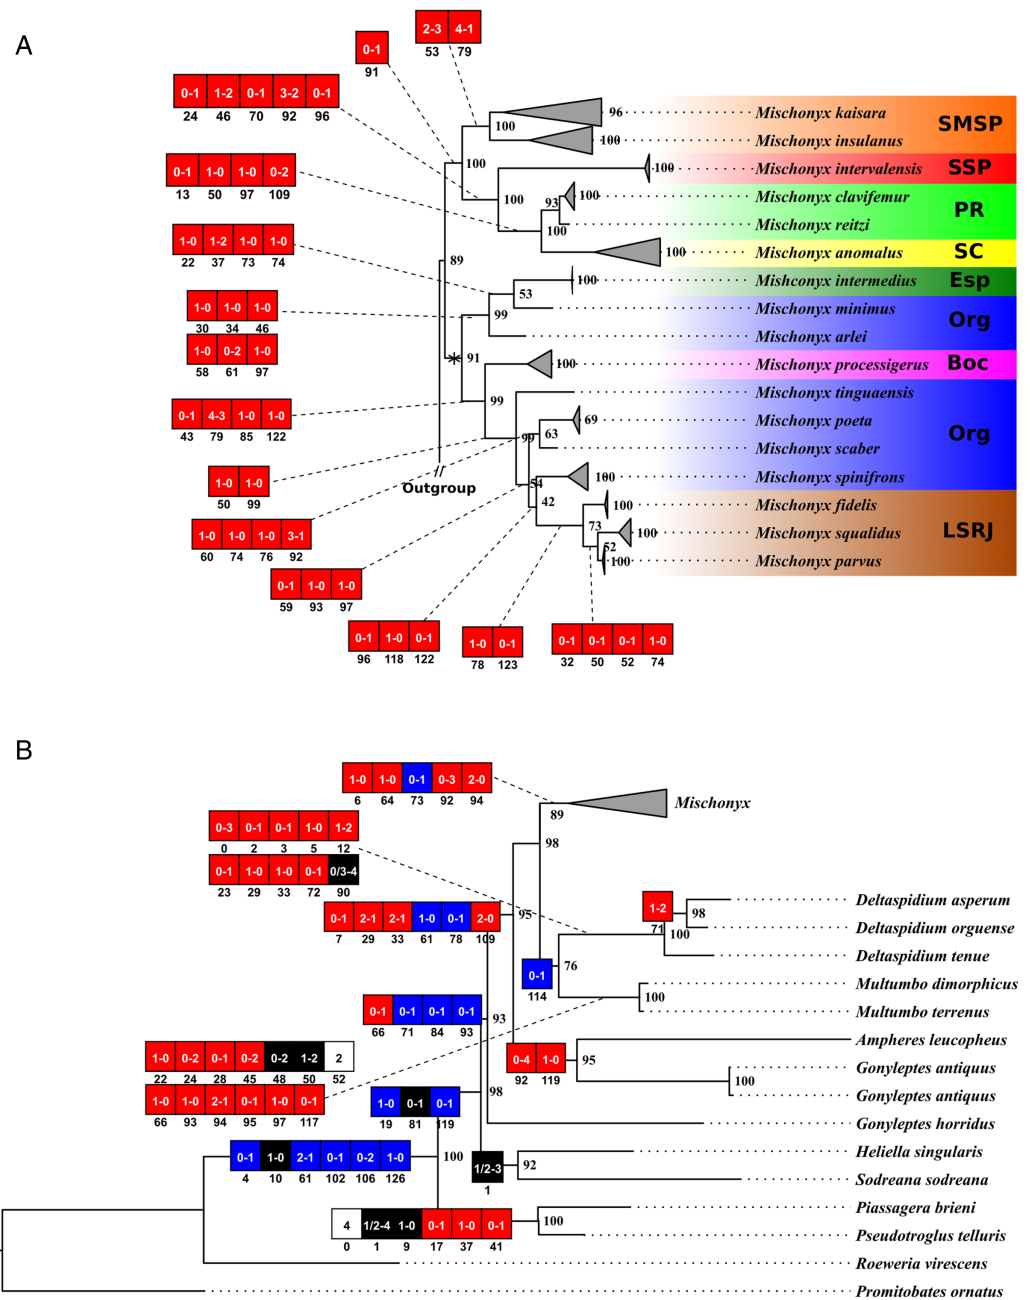 A
2-3 4-1
53 79
0-1
91
0-1 1-2 0-1 3-2 0-1
24 46 70 92 96
96 Mischonyx kaisara
SMSP
100
100 Mischonyx insulanus
0-1 1-0 1-0 0-2
13 50 97 109
100
100 Mischonyx intervalensis SSP
100
93 100 Mischonyx clavifemur
PR
Mischonyx reitzi
100
1-0 1-2 1-0 1-0
22 37 73 74
100 Mischonyx anomalus SC
89
100 Mishconyx intermedius Esp
53
1-0 1-0 1-0
30 34 46
Mischonyx minimus
99
Org
Mischonyx arlei
1-0 0-2 1-0
58 61 97
91
100 Mischonyx processigerus Boc
99
Mischonyx tinguaensis
0-1 4-3 1-0 1-0
43 79 85 122
69 Mischonyx poeta
63
99
Org
Mischonyx scaber
1-0 1-0
50 99
Outgroup
54
100 Mischonyx spinifrons
42
100 Mischonyx fidelis
73
1-0 1-0 1-0 3-1
60 74 76 92
100 Mischonyx squalidus
LSRJ
52
100 Mischonyx parvus
0-1 1-0 1-0
59 93 97
0-1 1-0 0-1
96 118 122
1-0 0-1
78 123
0-1 0-1 0-1 1-0
32 50 52 74
B
1-0 1-0 0-1 0-3 2-0
6 64 73 92 94
Mischonyx
89
0-3 0-1 0-1 1-0 1-2
0 2 3 5 12
98
0-1 1-0 1-0 0-1 0/3-4
23 29 33 72 90
0-1 2-1 2-1 1-0 0-1 2-0
7 29 33 61 78 109
95
1-2
71
98
Deltaspidium asperum
Deltaspidium orguense
100
Deltaspidium tenue
76
0-1
114
Multumbo dimorphicus
100
Multumbo terrenus
0-1 0-1 0-1 0-1
66 71 84 93
93
Ampheres leucopheus
0-4 1-0
92 119
95
Gonyleptes antiquus
100
Gonyleptes antiquus
1-0 0-2 0-1 0-2 0-2 1-2 2
22 24 28 45 48 50 52
1-0 1-0 2-1 0-1 1-0 0-1
66 93 94 95 97 117
98
1-0 0-1 0-1
19 81 119
Gonyleptes horridus
0-1 1-0 2-1 0-1 0-2 1-0
4 10 61 102 106 126
100
Heliella singularis
1/2-3
1
92
Sodreana sodreana
Piassagera brieni
4 1/2-4 1-0 0-1 1-0 0-1
0 1 9 17 37 41
100
Pseudotroglus telluris
Roeweria virescens
Promitobates ornatus